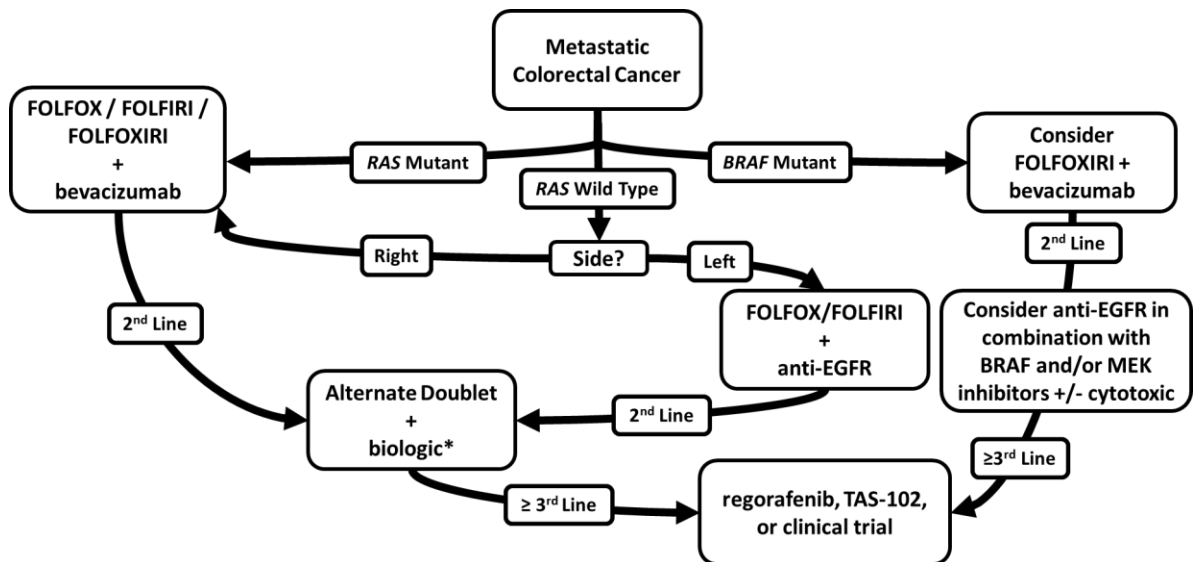 Metastatic
Colorectal Cancer
FOLFOX / FOLFIRI /
FOLFOXIRI
+
bevacizumab
RAS Mutant
BRAF Mutant
Consider
FOLFOXIRI +
bevacizumab
RAS Wild Type
Right
Side?
Left
2nd Line
FOLFOX/FOLFIRI
+
anti-EGFR
Consider anti-EGFR in
combination with
BRAF and/or MEK
inhibitors +/- cytotoxic
2nd Line
Alternate Doublet
+
biologic*
2nd Line
≥3rd Line
≥ 3rd Line
regorafenib, TAS-102,
or clinical trial